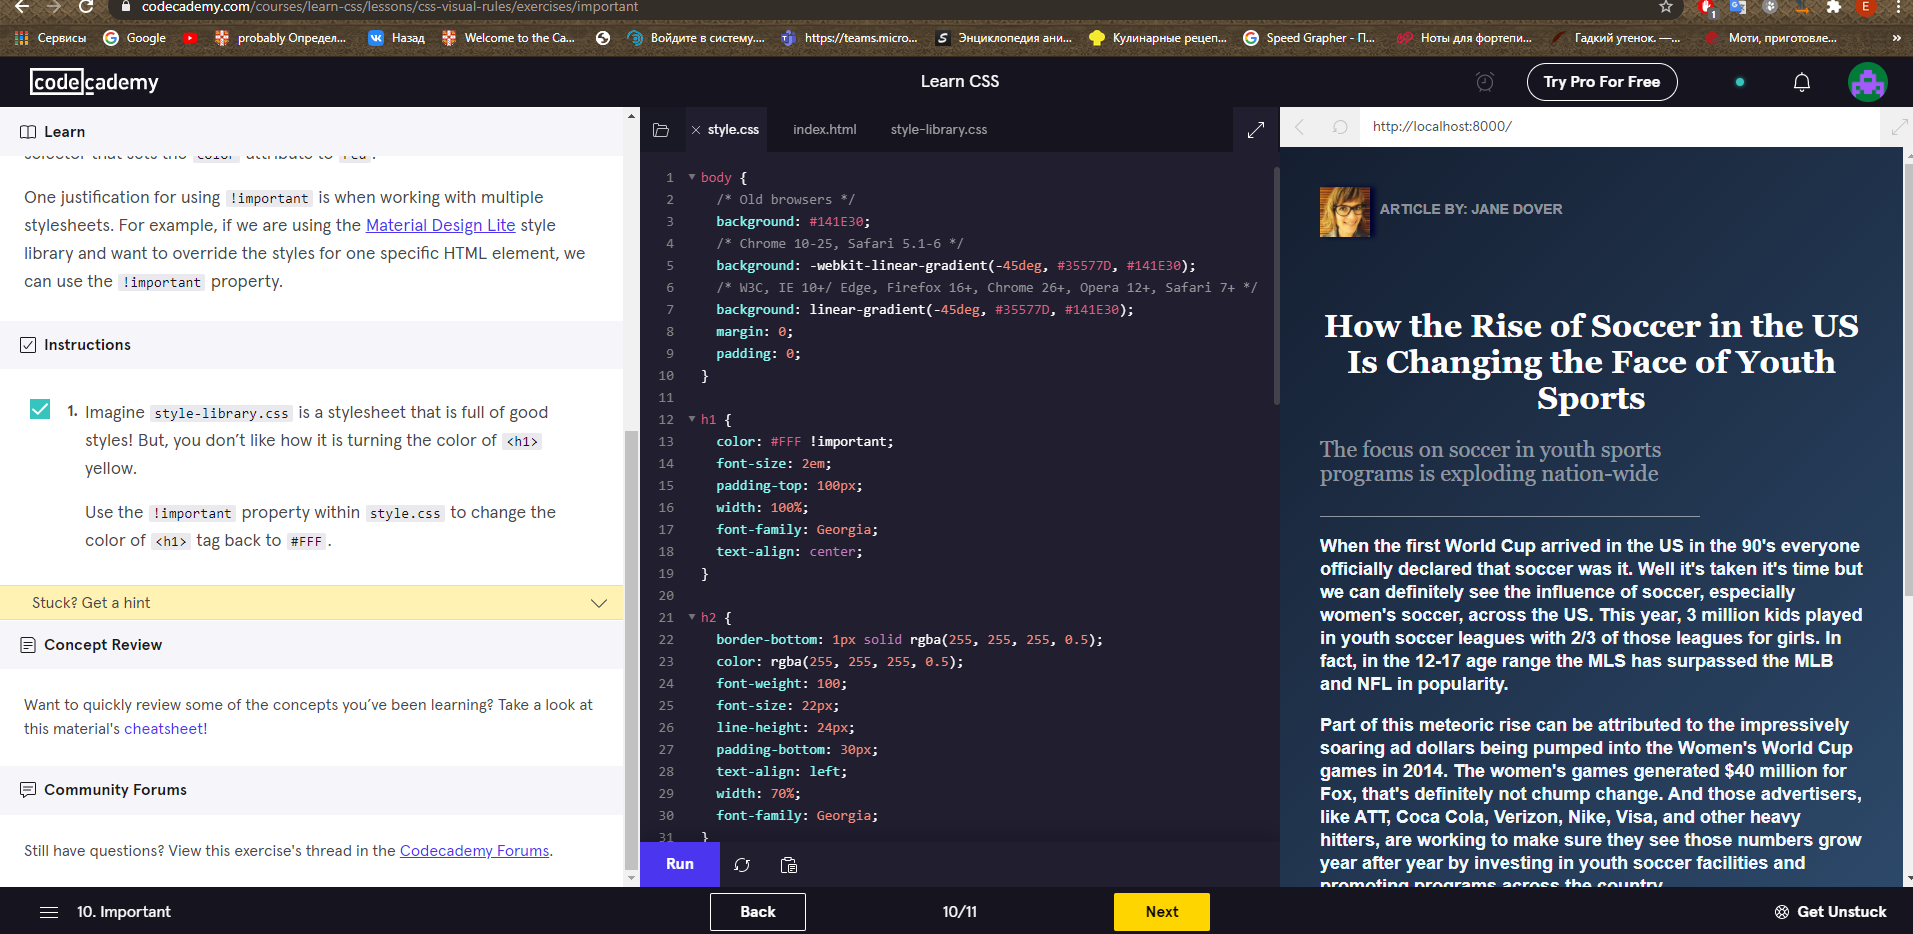 codecademy.com/courses/learn-css/lessons/css-visual-rules/exercises/important
1
E
Сервисы
Google
probably Определ...
Назад
Welcome to the Ca...
Войдите в систему....
https://teams.micro...
S
Энциклопедия ани...
Кулинарные рецеп...
Speed Grapher - П...
Ноты для фортепи...
Гадкий утенок. —...
Моти, приготовле...
»
codecademy
Learn CSS
Try Pro For Free
Learn
selector that sets the color attribute to red.
One justification for using !important is when working with multiple
stylesheets. For example, if we are using the Material Design Lite style
library and want to override the styles for one specific HTML element, we
can use the !important property.
Instructions
1. Imagine style-library.css is a stylesheet that is full of good
styles! But, you don’t like how it is turning the color of <h1>
yellow.
Use the !important property within style.css to change the
color of <h1> tag back to #FFF.
Stuck? Get a hint
Concept Review
Want to quickly review some of the concepts you’ve been learning? Take a look at
this material's cheatsheet!
Community Forums
Still have questions? View this exercise's thread in the Codecademy Forums.
style.css
index.html
style-library.css
1 body {
2 /* Old browsers */
3 background: #141E30;
4 /* Chrome 10-25, Safari 5.1-6 */
5 background: -webkit-linear-gradient(-45deg, #35577D, #141E30);
6 /* W3C, IE 10+/ Edge, Firefox 16+, Chrome 26+, Opera 12+, Safari 7+ */
7 background: linear-gradient(-45deg, #35577D, #141E30);
8 margin: 0;
9 padding: 0;
10 }
11
12 h1 {
13 color: #FFF !important;
14 font-size: 2em;
15 padding-top: 100px;
16 width: 100%;
17 font-family: Georgia;
18 text-align: center;
19 }
20
21 h2 {
22 border-bottom: 1px solid rgba(255, 255, 255, 0.5);
23 color: rgba(255, 255, 255, 0.5);
24 font-weight: 100;
25 font-size: 22px;
26 line-height: 24px;
27 padding-bottom: 30px;
28 text-align: left;
29 width: 70%;
30 font-family: Georgia;
31 }
Run
http://localhost:8000/
ARTICLE BY: JANE DOVER
How the Rise of Soccer in the US
Is Changing the Face of Youth
Sports
The focus on soccer in youth sports
programs is exploding nation-wide
When the first World Cup arrived in the US in the 90's everyone
officially declared that soccer was it. Well it's taken it's time but
we can definitely see the influence of soccer, especially
women's soccer, across the US. This year, 3 million kids played
in youth soccer leagues with 2/3 of those leagues for girls. In
fact, in the 12-17 age range the MLS has surpassed the MLB
and NFL in popularity.
Part of this meteoric rise can be attributed to the impressively
soaring ad dollars being pumped into the Women's World Cup
games in 2014. The women's games generated $40 million for
Fox, that's definitely not chump change. And those advertisers,
like ATT, Coca Cola, Verizon, Nike, Visa, and other heavy
hitters, are working to make sure they see those numbers grow
year after year by investing in youth soccer facilities and
promoting programs across the country.
10. Important
Back
10/11
Next
Get Unstuck